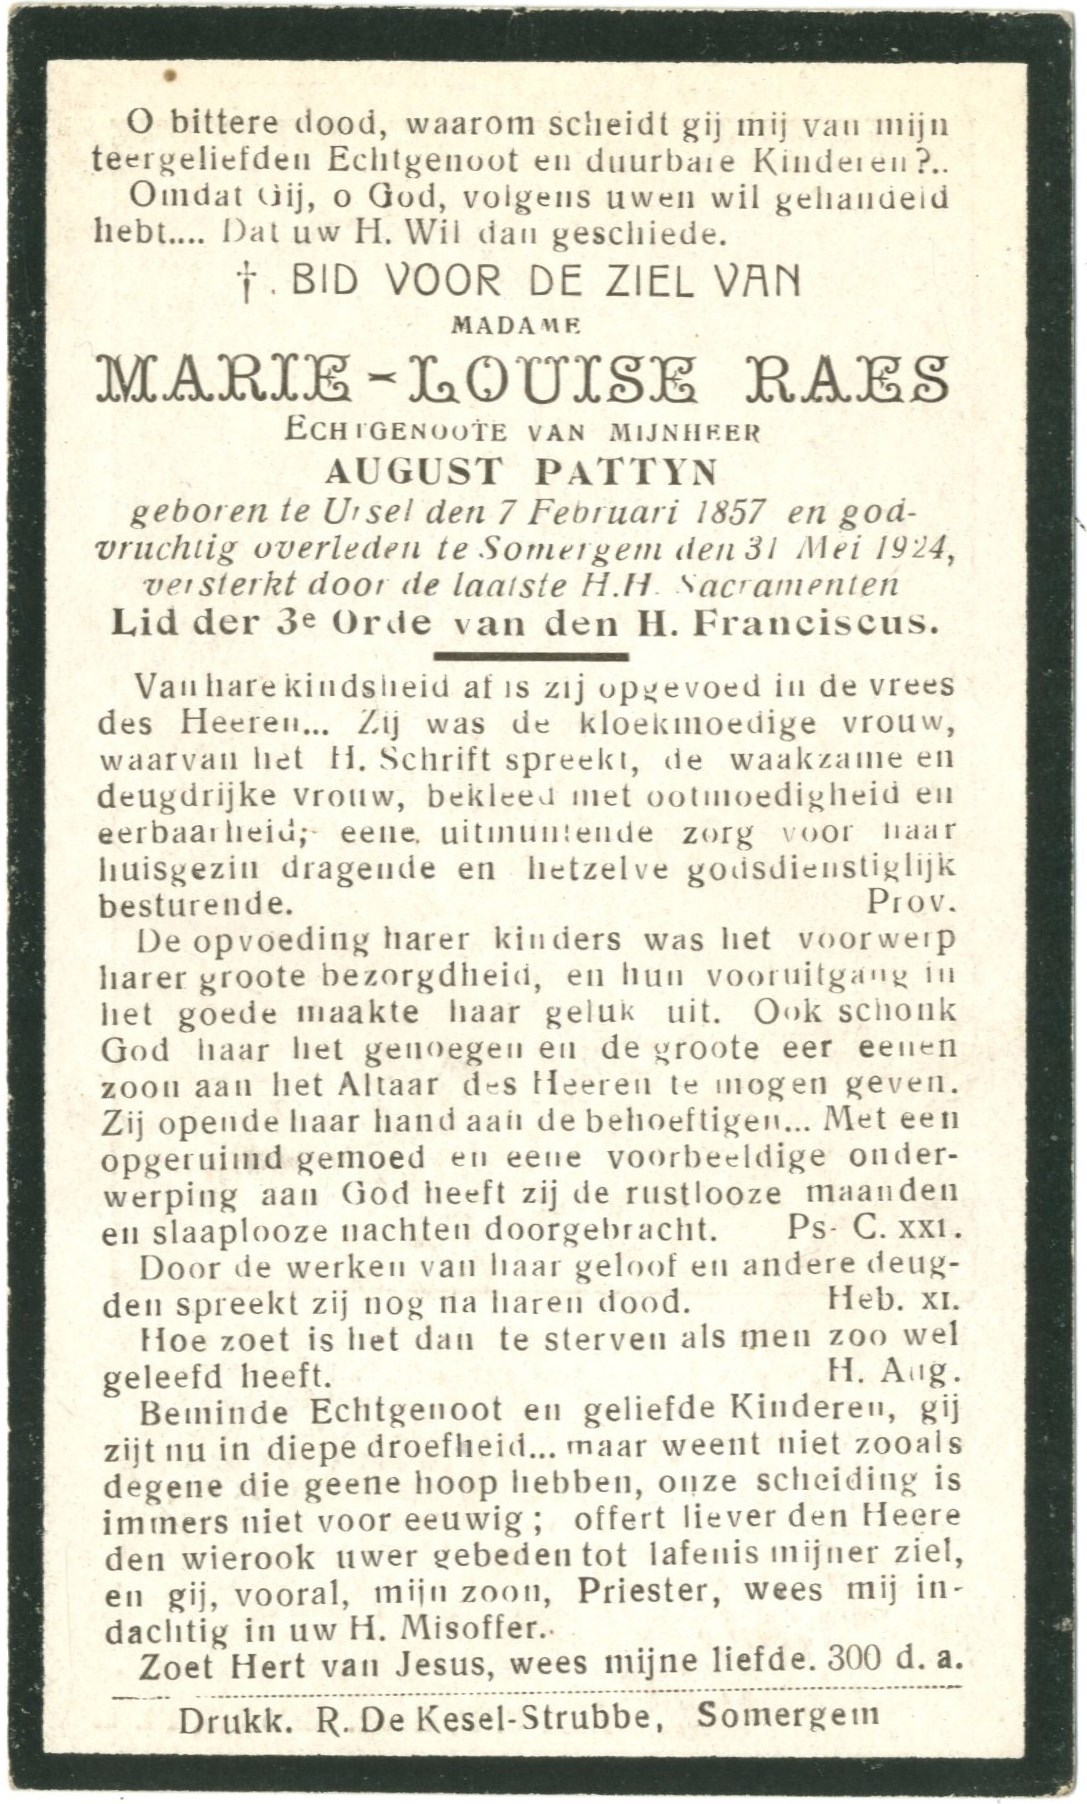 O bittere dood, waarom scheidt gij mij van mijn
teergeliefden Echtgenoot en duurbare Kinderen?..
Omdat Gij, o God, volgens uwen wil gehandeld
hebt.... Dat uw H. Wil dan geschiede.
†. BID VOOR DE ZIEL VAN
MADAME
MARIE-LOUISE RAES
ECHTGENOOTE VAN MIJNHEER
AUGUST PATTYN
geboren te Ursel den 7 Februari 1857 en god-
vruchtig overleden te Somergem den 31 Mei 1924,
versterkt door de laatste H.H. Sacramenten
Lid der 3e Orde van den H. Franciscus.
Van hare kindsheid af is zij opgevoed in de vrees
des Heeren... Zij was de kloekmoedige vrouw,
waarvan het H. Schrift spreekt, de waakzame en
deugdrijke vrouw, bekleed met ootmoedigheid en
eerbaarheid; eene uitmuntende zorg voor haar
huisgezin dragende en hetzelve godsdienstiglijk
besturende. Prov.
De opvoeding harer kinders was het voorwerp
harer groote bezorgdheid, en hun vooruitgang in
het goede maakte haar geluk uit. Ook schonk
God haar het genoegen en de groote eer eenen
zoon aan het Altaar des Heeren te mogen geven.
Zij opende haar hand aan de behoeftigen... Met een
opgeruimd gemoed en eene voorbeeldige onder-
werping aan God heeft zij de rustlooze maanden
en slaaplooze nachten doorgebracht. Ps- C. XXI.
Door de werken van haar geloof en andere deug-
den spreekt zij nog na haren dood. Heb. XI.
Hoe zoet is het dan te sterven als men zoo wel
geleefd heeft. H. Aug.
Beminde Echtgenoot en geliefde Kinderen, gij
zijt nu in diepe droefheid... maar weent niet zooals
degene die geene hoop hebben, onze scheiding is
immers niet voor eeuwig; offert liever den Heere
den wierook uwer gebeden tot lafenis mijner ziel,
en gij, vooral, mijn zoon, Priester, wees mij in-
dachtig in uw H. Misoffer.
Zoet Hert van Jesus, wees mijne liefde. 300 d. a.
Drukk. R. De Kesel-Strubbe, Somergem